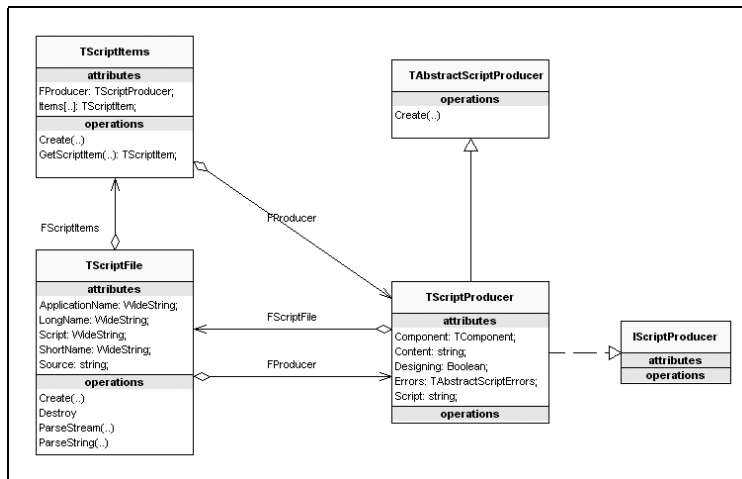 TScriptItems
attributes
FProducer: TScriptProducer;
Items[..]: TScriptItem;
operations
Create(..)
GetScriptItem(..): TScriptItem;
TAbstractScriptProducer
operations
Create(..)
FProducer
FScriptItems
TScriptFile
attributes
ApplicationName: WideString;
LongName: WideString;
Script: WideString;
ShortName: WideString;
Source: string;
operations
Create(..)
Destroy
ParseStream(..)
ParseString(..)
FScriptFile
FProducer
TScriptProducer
attributes
Component: TComponent;
Content: string;
Designing: Boolean;
Errors: TAbstractScriptErrors;
Script: string;
operations
IScriptProducer
attributes
operations